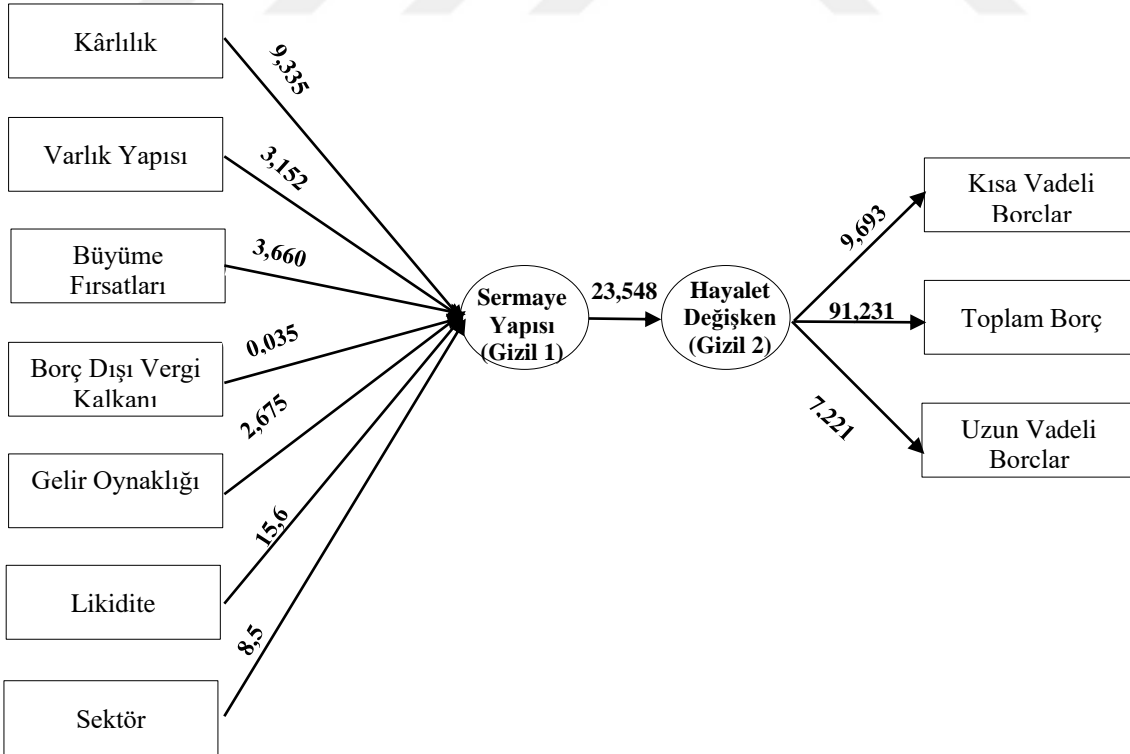 Kârlılık
9,335
Varlık Yapısı
3,152
Büyüme
Fırsatları
3,660
Borç Dışı Vergi
Kalkanı
0,035
Gelir Oynaklığı
2,675
Likidite
15,6
Sektör
8,5
Sermaye
Yapısı
(Gizil 1)
23,548
Hayalet
Değişken
(Gizil 2)
9,693
91,231
7.221
Kısa Vadeli
Borclar
Toplam Borç
Uzun Vadeli
Borclar